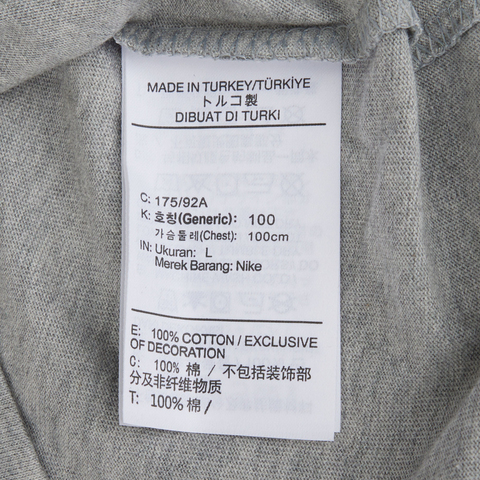 MADE IN TURKEY/TÜRKİYE
トルコ製
DIBUAT DI TURKI
C: 175/92A
K: 호칭(Generic): 100
가슴둘레(Chest): 100cm
IN: Ukuran: L
Merek Barang: Nike
E: 100% COTTON / EXCLUSIVE
OF DECORATION
C: 100% 棉 / 不包括装饰部
分及非纤维物质
T: 100% 棉 /